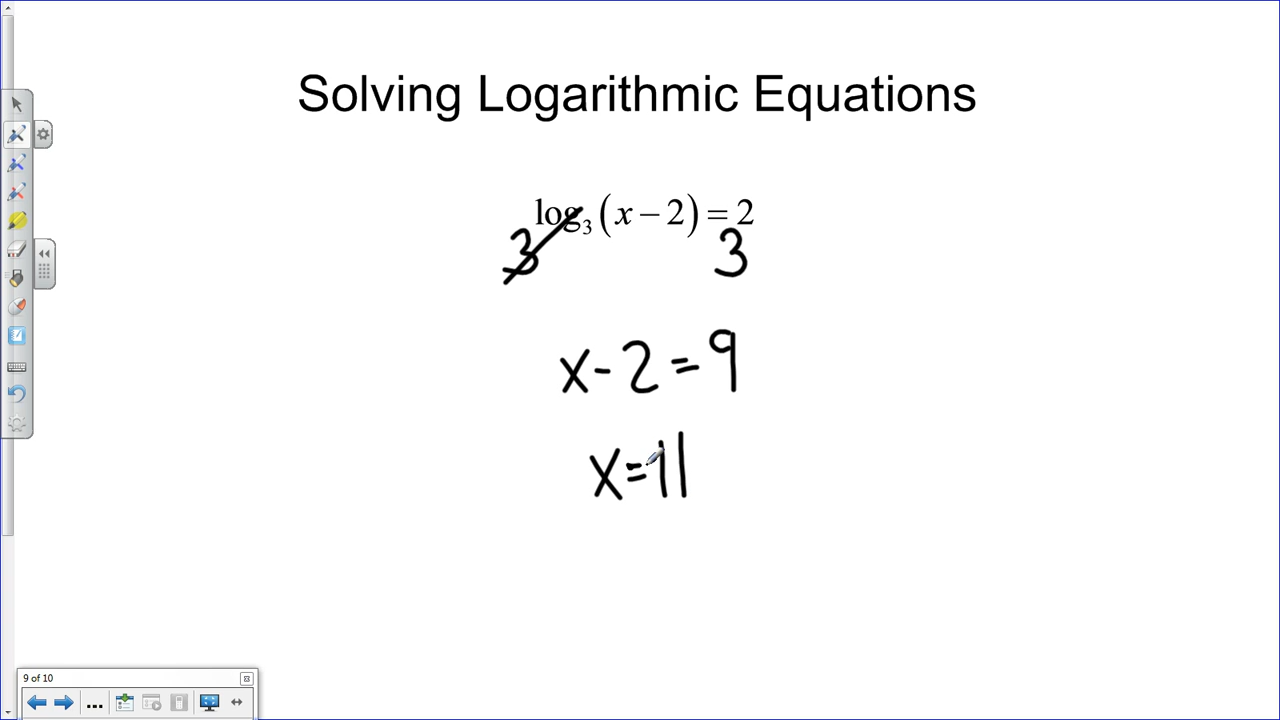 Solving Logarithmic Equations
log₃(x − 2) = 2
3 3
x - 2 = 9
x = 11
9 of 10